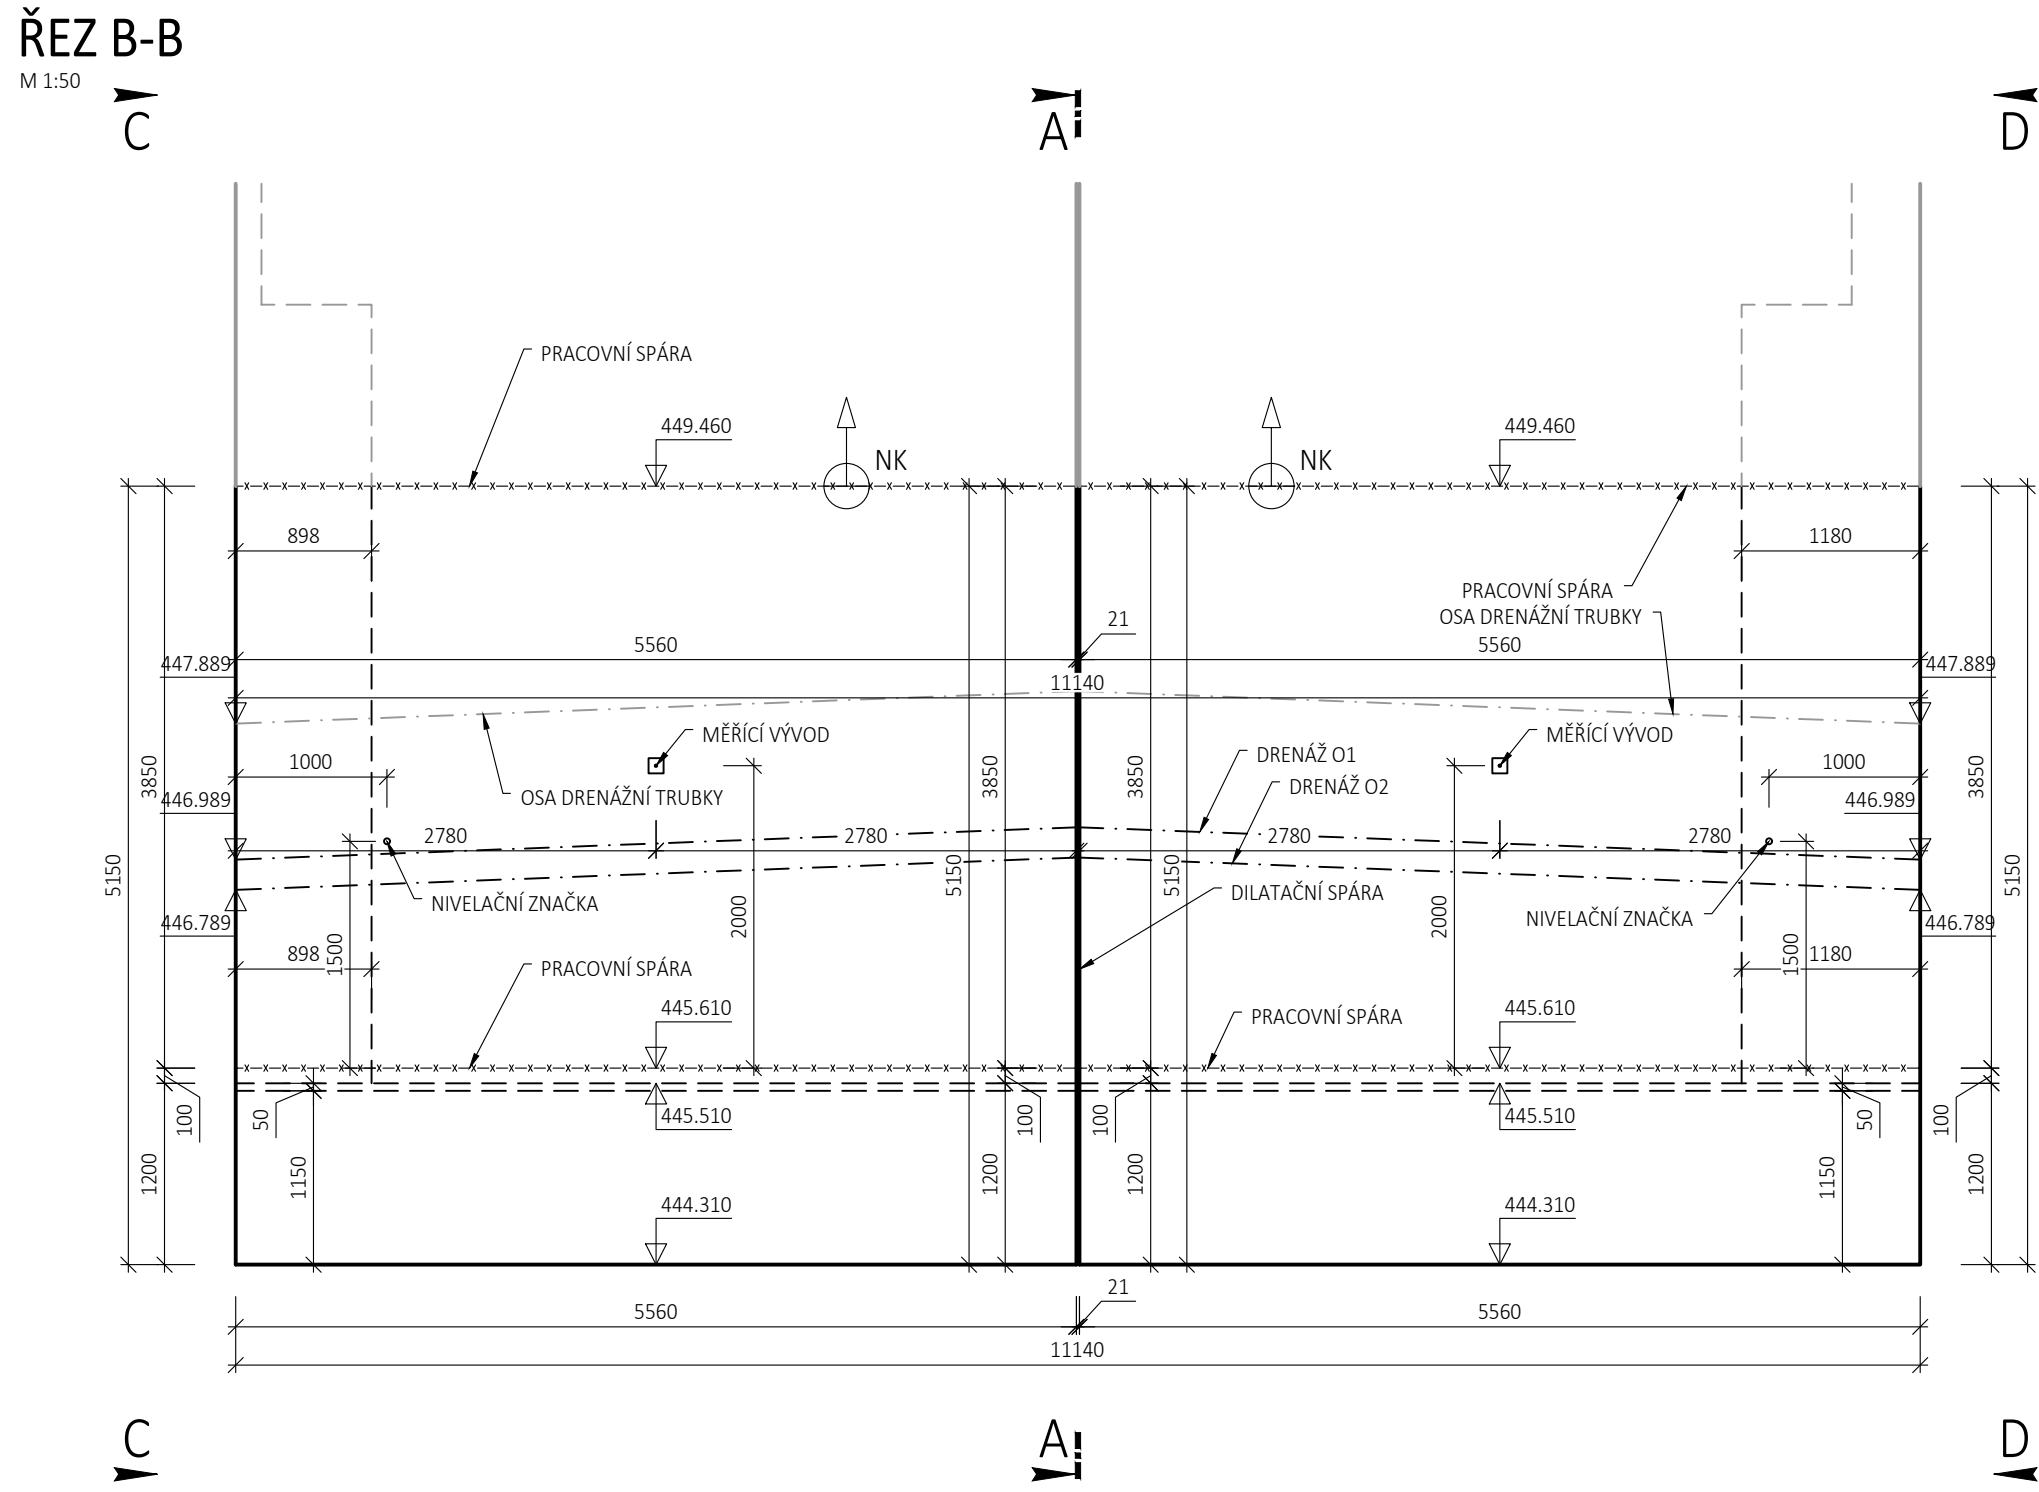 ŘEZ B-B
M 1:50
C
A
D
PRACOVNÍ SPÁRA
449.460
NK
449.460
NK
898
1180
PRACOVNÍ SPÁRA
OSA DRENÁŽNÍ TRUBKY
21
5560
5560
447.889
447.889
11140
MĚŘÍCÍ VÝVOD
MĚŘÍCÍ VÝVOD
DRENÁŽ O1
DRENÁŽ O2
1000
1000
3850
3850
3850
3850
OSA DRENÁŽNÍ TRUBKY
446.989
446.989
2780
2780
2780
2780
5150
5150
5150
5150
NIVELAČNÍ ZNAČKA
DILATAČNÍ SPÁRA
NIVELAČNÍ ZNAČKA
446.789
446.789
2000
2000
898
1500
1500
1180
PRACOVNÍ SPÁRA
445.610
445.610
PRACOVNÍ SPÁRA
100
50
445.510
100
100
445.510
50
100
1200
1150
1200
1200
1150
1200
444.310
444.310
21
5560
5560
11140
C
A
D